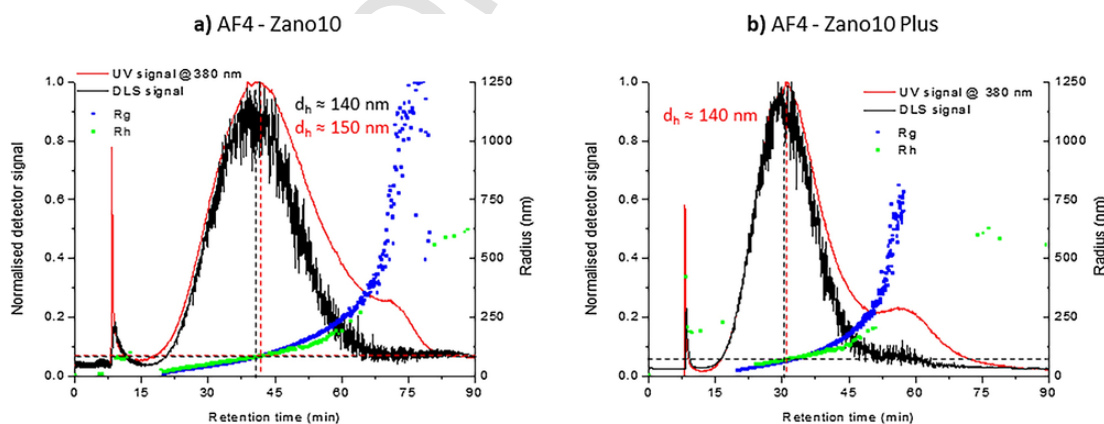 a) AF4 - Zano10
UV signal @ 380 nm
DLS signal
Rg
Rh
d_h ≈ 140 nm
d_h ≈ 150 nm
Normalised detector signal
1.0
0.8
0.6
0.4
0.2
0.0
1250
1000
750
500
250
0
Radius (nm)
0 15 30 45 60 75 90
Retention time (min)
b) AF4 - Zano10 Plus
d_h ≈ 140 nm
UV signal @ 380 nm
DLS signal
Rg
Rh
Normalised detector signal
1.0
0.8
0.6
0.4
0.2
0.0
1250
1000
750
500
250
0
Radius (nm)
0 15 30 45 60 75 90
Retention time (min)